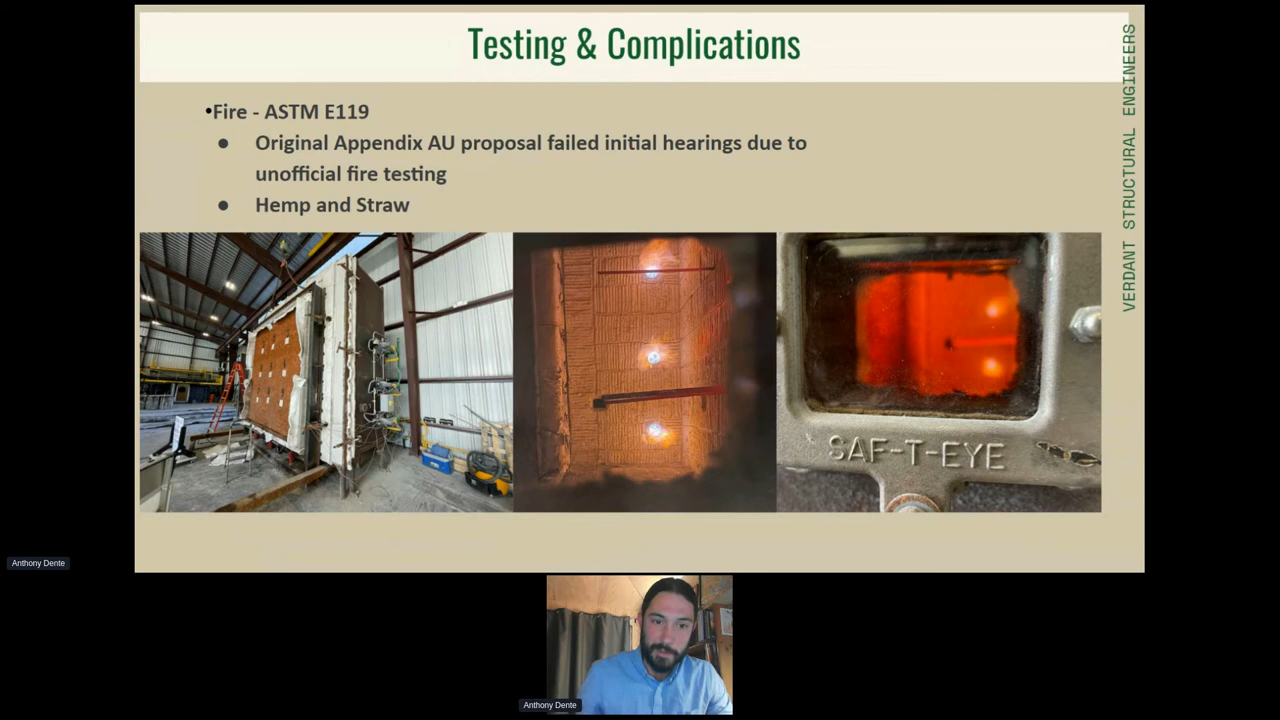 Testing & Complications
•Fire - ASTM E119
● Original Appendix AU proposal failed initial hearings due to
unofficial fire testing
● Hemp and Straw
VERDANT STRUCTURAL ENGINEERS
SAF-T-EYE
Anthony Dente
Anthony Dente